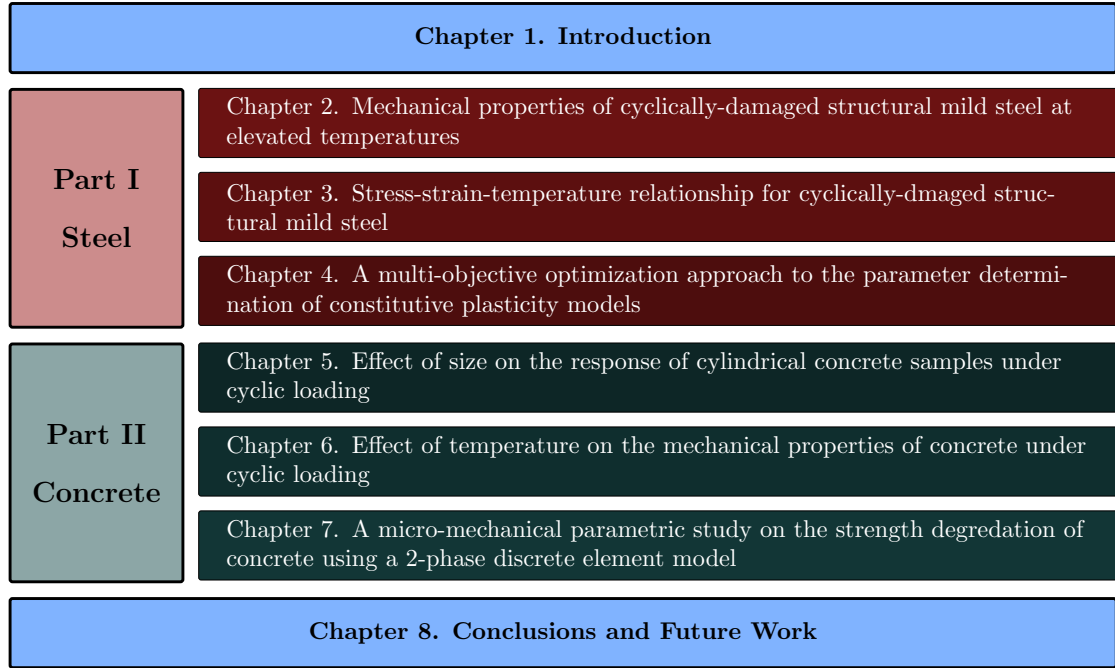 Chapter 1. Introduction
Part I
Steel
Chapter 2. Mechanical properties of cyclically-damaged structural mild steel at
elevated temperatures
Chapter 3. Stress-strain-temperature relationship for cyclically-dmaged struc-
tural mild steel
Chapter 4. A multi-objective optimization approach to the parameter determi-
nation of constitutive plasticity models
Part II
Concrete
Chapter 5. Effect of size on the response of cylindrical concrete samples under
cyclic loading
Chapter 6. Effect of temperature on the mechanical properties of concrete under
cyclic loading
Chapter 7. A micro-mechanical parametric study on the strength degredation of
concrete using a 2-phase discrete element model
Chapter 8. Conclusions and Future Work